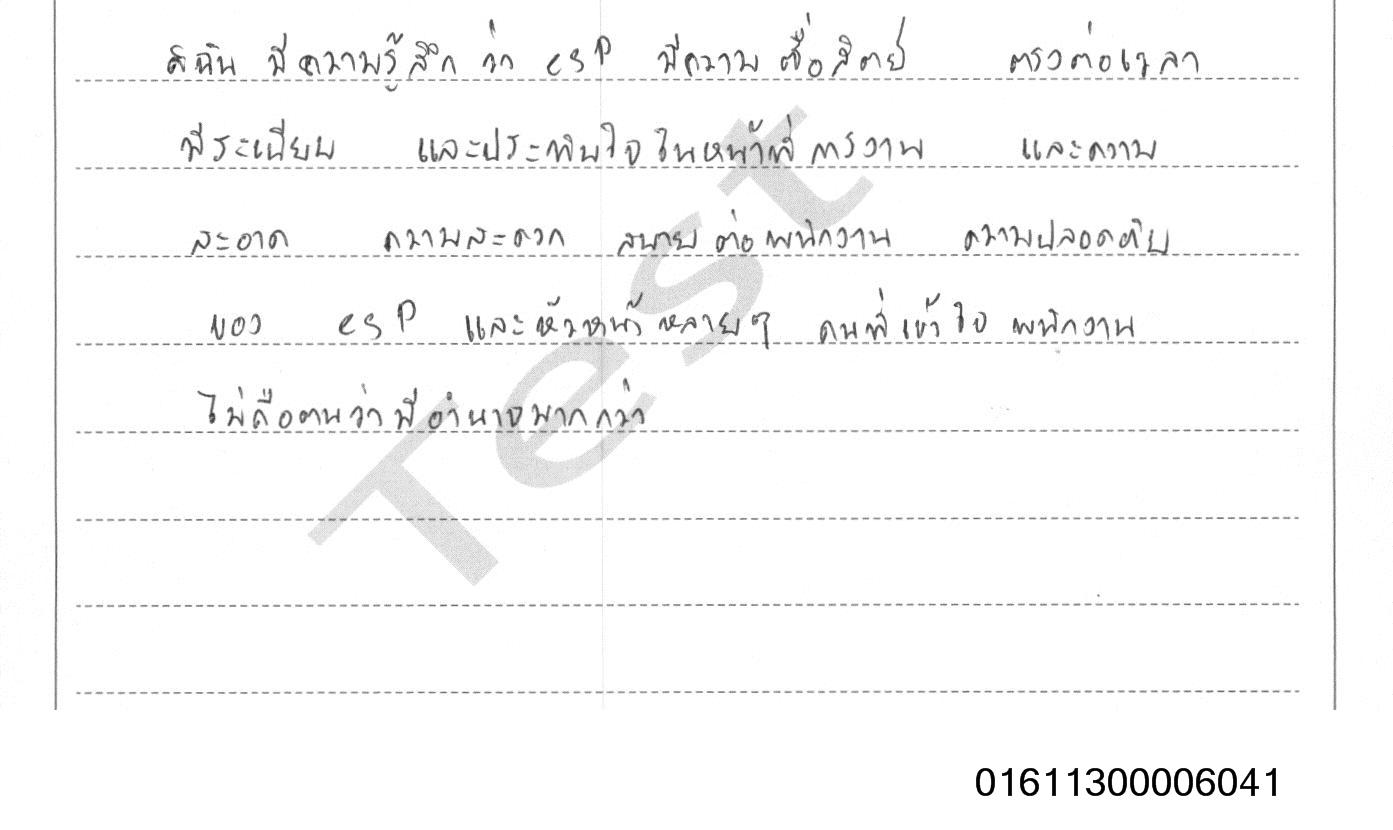 ดิฉัน มีความรู้สึก ว่า esP มีความ ซื่อสัตย์ ตรงต่อเวลา
มีระเบียบ และประทับใจ ในหน้าที่ การงาน และความ
สะอาด ความสะดวก สบาย ต่อ พนักงาน ความปลอดภัย
ของ esP และหัวหน้า หลายๆ คนที่ เข้าใจ พนักงาน
ไม่ถือตนว่า มีอำนาจมากกว่า
Test
01611300006041